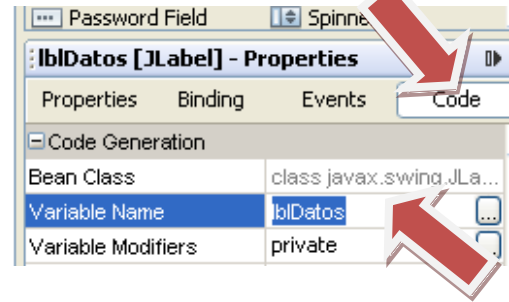 Password Field Spinne
lblDatos [JLabel] - Properties
Properties Binding Events Code
Code Generation
Bean Class class javax.swing.JLa...
Variable Name lblDatos ...
Variable Modifiers private ...